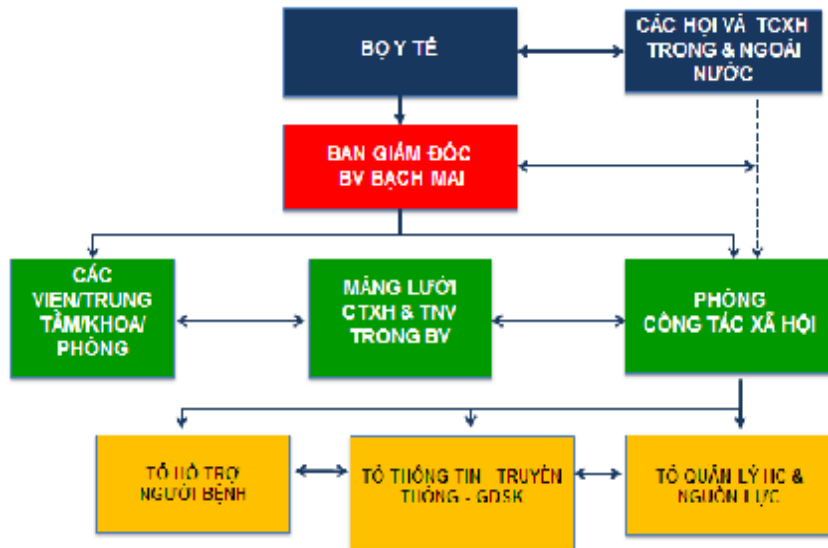 BỘ Y TẾ
CÁC HỘI VÀ TCXH
TRONG & NGOÀI
NƯỚC
BAN GIÁM ĐỐC
BV BẠCH MAI
CÁC
VIỆN/TRUNG
TÂM/KHOA/
PHÒNG
MẠNG LƯỚI
CTXH & TNV
TRONG BV
PHÒNG
CÔNG TÁC XÃ HỘI
TỔ HỖ TRỢ
NGƯỜI BỆNH
TỔ THÔNG TIN TRUYỀN
THÔNG - GDSK
TỔ QUẢN LÝ HC &
NGUỒN LỰC